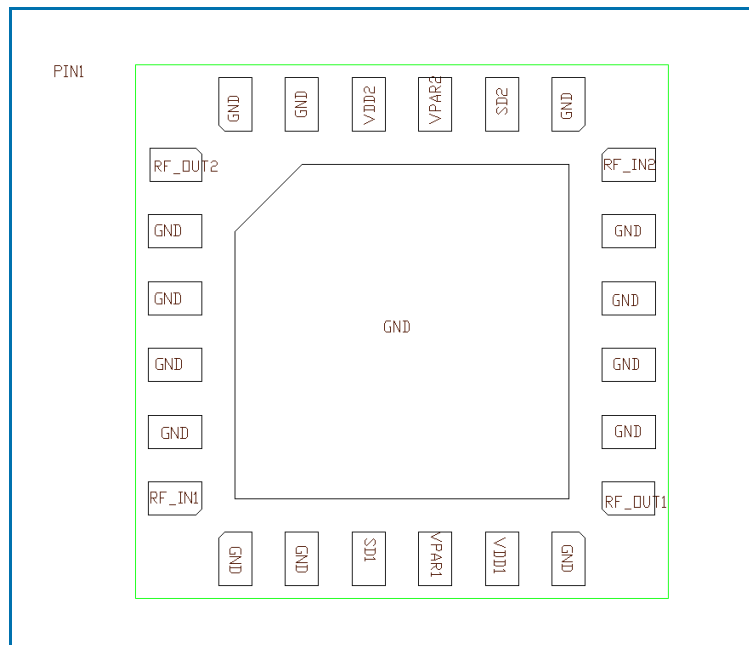 PIN1
GND
GND
VDD2
VPAR2
SD2
GND
RF_OUT2
RF_IN2
GND
GND
GND
GND
GND
GND
GND
GND
GND
RF_IN1
RF_OUT1
GND
GND
SD1
VPAR1
VDD1
GND